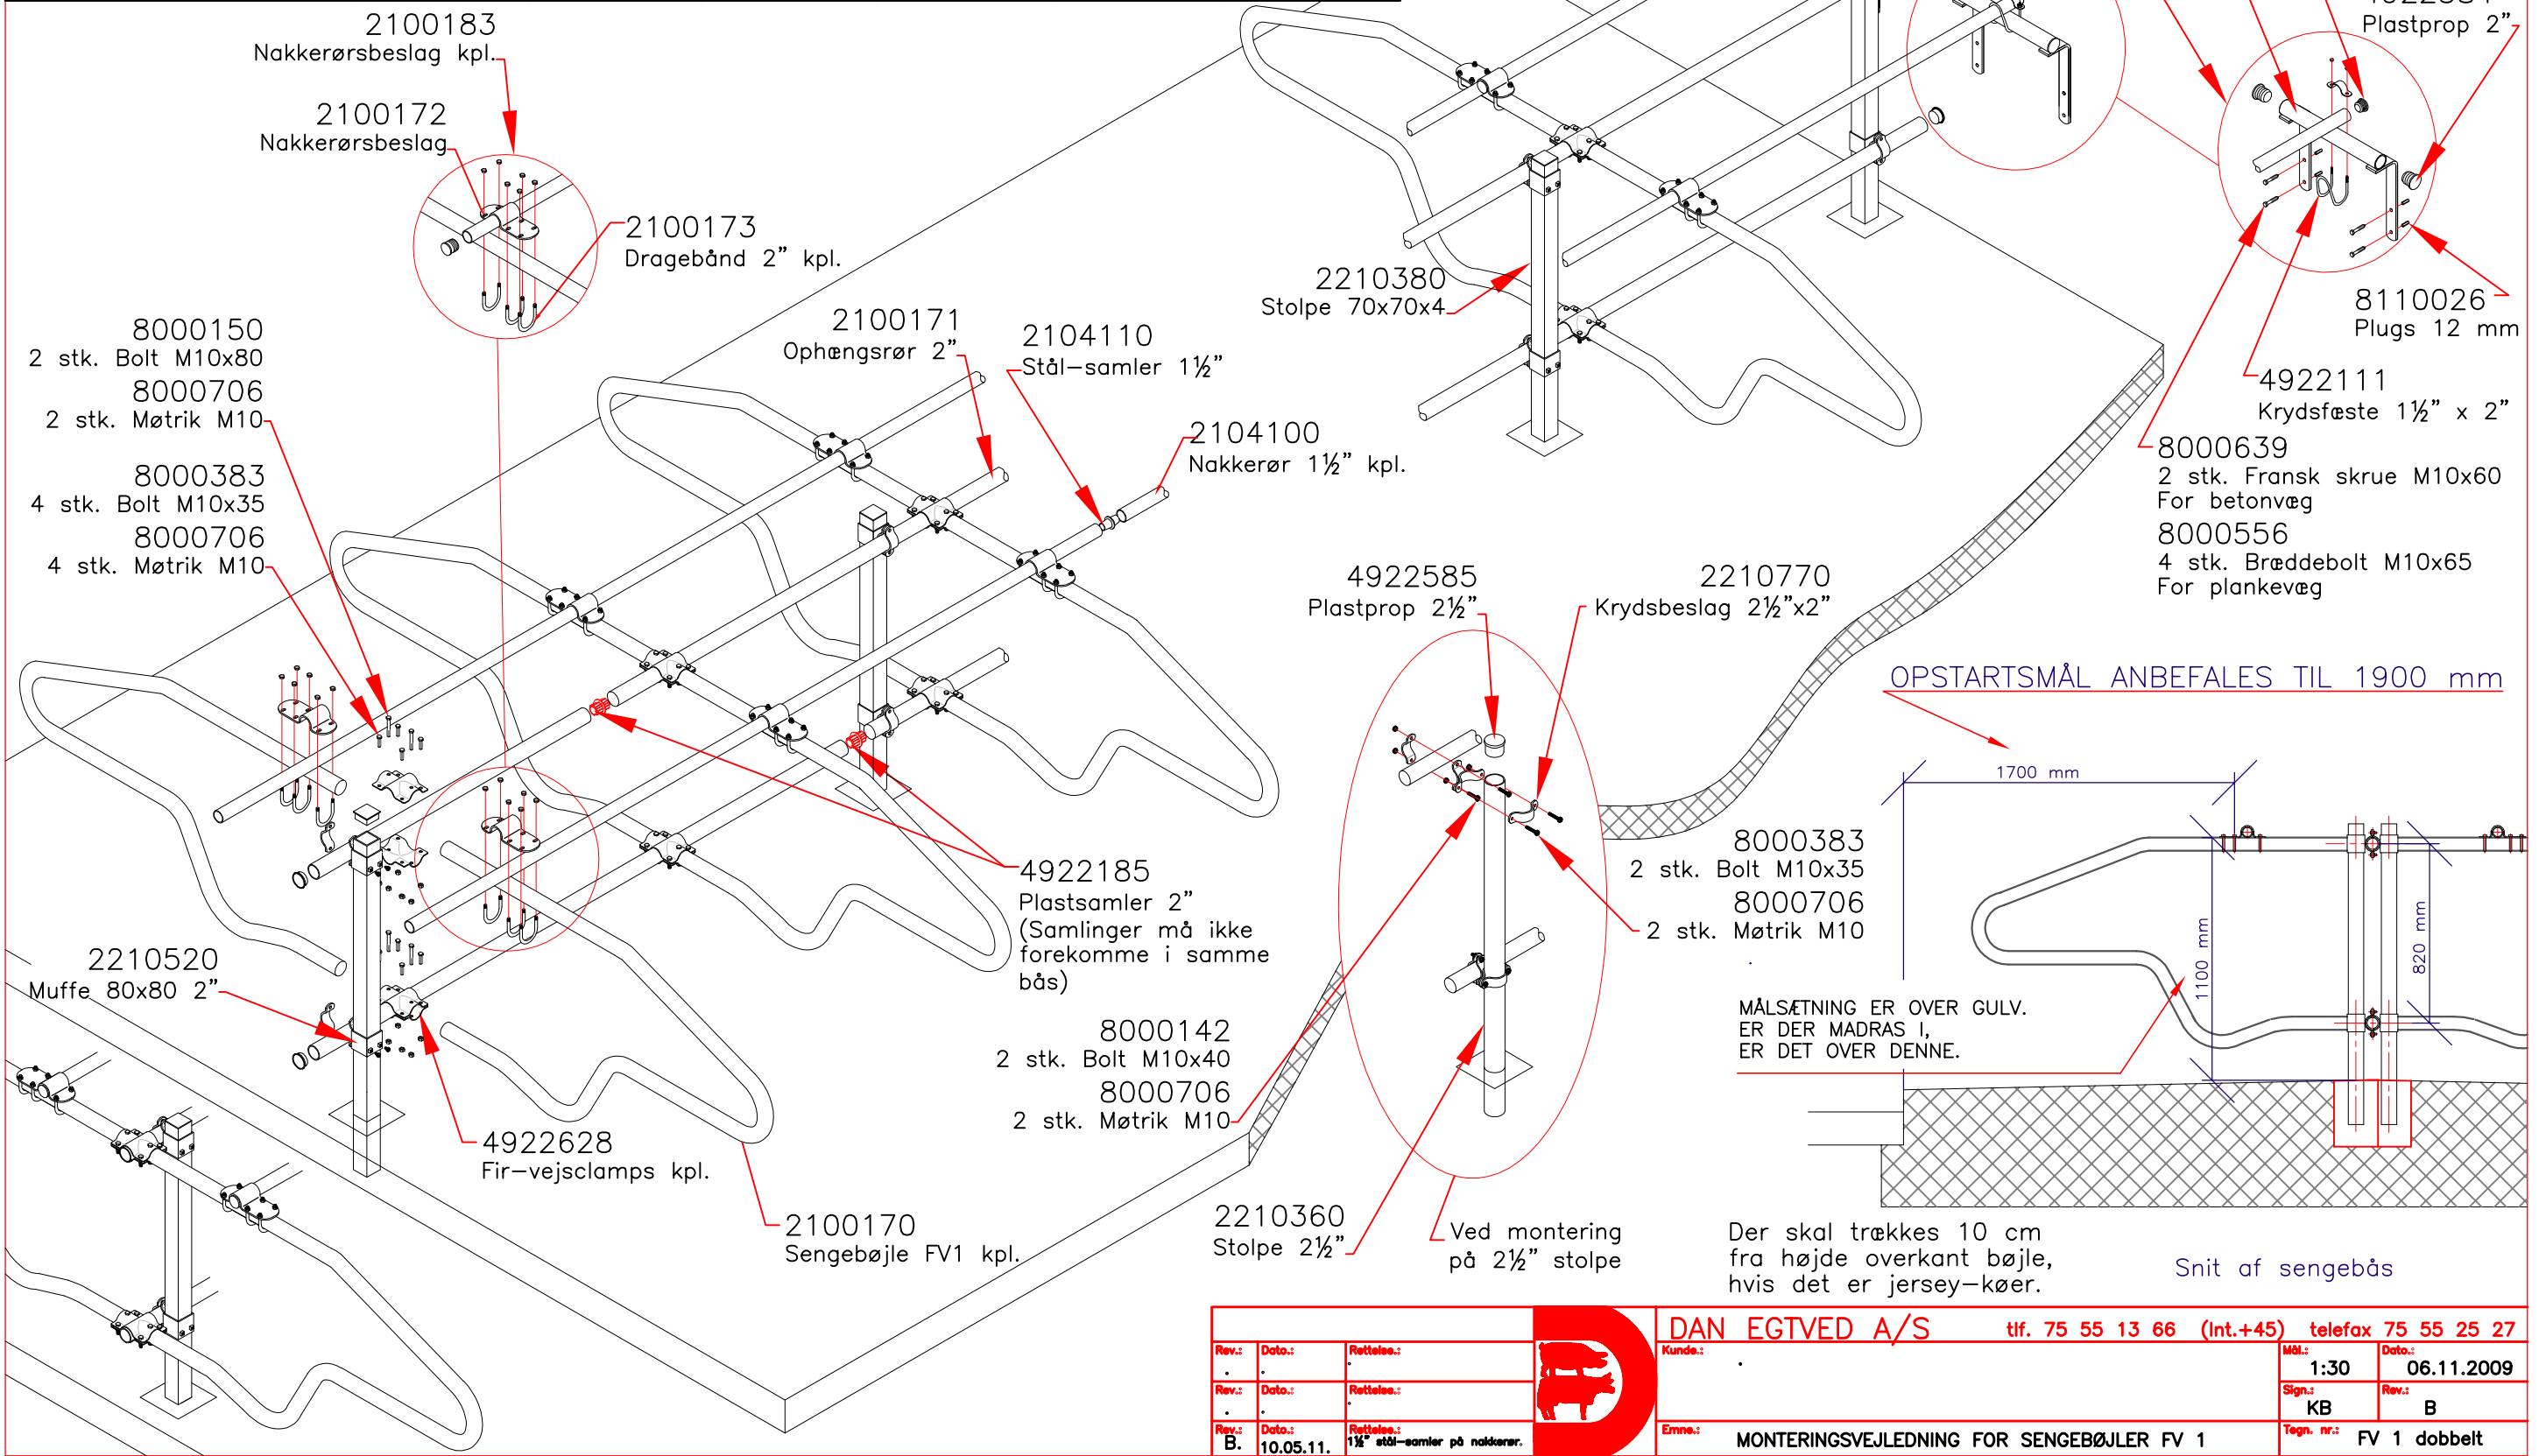 2100183
Nakkerørsbeslag kpl.
2100172
Nakkerørsbeslag
2100173
Dragebånd 2” kpl.
8000150
2 stk. Bolt M10x80
8000706
2 stk. Møtrik M10
8000383
4 stk. Bolt M10x35
8000706
4 stk. Møtrik M10
2100171
Ophængsrør 2”
2104110
Stål-samler 1½”
2104100
Nakkerør 1½” kpl.
2210380
Stolpe 70x70x4
Plastprop 2”
8110026
Plugs 12 mm
4922111
Krydsfæste 1½” x 2”
8000639
2 stk. Fransk skrue M10x60
For betonvæg
8000556
4 stk. Bræddebolt M10x65
For plankevæg
4922585
Plastprop 2½”
2210770
Krydsbeslag 2½”x2”
OPSTARTSMÅL ANBEFALES TIL 1900 mm
1700 mm
1100 mm
820 mm
8000383
2 stk. Bolt M10x35
8000706
2 stk. Møtrik M10
4922185
Plastsamler 2”
(Samlinger må ikke
forekomme i samme
bås)
2210520
Muffe 80x80 2”
MÅLSÆTNING ER OVER GULV.
ER DER MADRAS I,
ER DET OVER DENNE.
8000142
2 stk. Bolt M10x40
8000706
2 stk. Møtrik M10
4922628
Fir-vejsclamps kpl.
2100170
Sengebøjle FV1 kpl.
2210360
Stolpe 2½”
Ved montering
på 2½” stolpe
Der skal trækkes 10 cm
fra højde overkant bøjle,
hvis det er jersey-køer.
Snit af sengebås
DAN EGTVED A/S tlf. 75 55 13 66 (Int.+45) telefax 75 55 25 27
Rev.: Dato.: Rettelse.:
Kunde.:
Mål.: 1:30
Dato.: 06.11.2009
Rev.: Dato.: Rettelse.:
Sign.: KB
Rev.: B
Rev.: B. Dato.: 10.05.11. Rettelse.: 1½” stål-samler på nakkerør.
Emne.: MONTERINGSVEJLEDNING FOR SENGEBØJLER FV 1
Tegn. nr.: FV 1 dobbelt